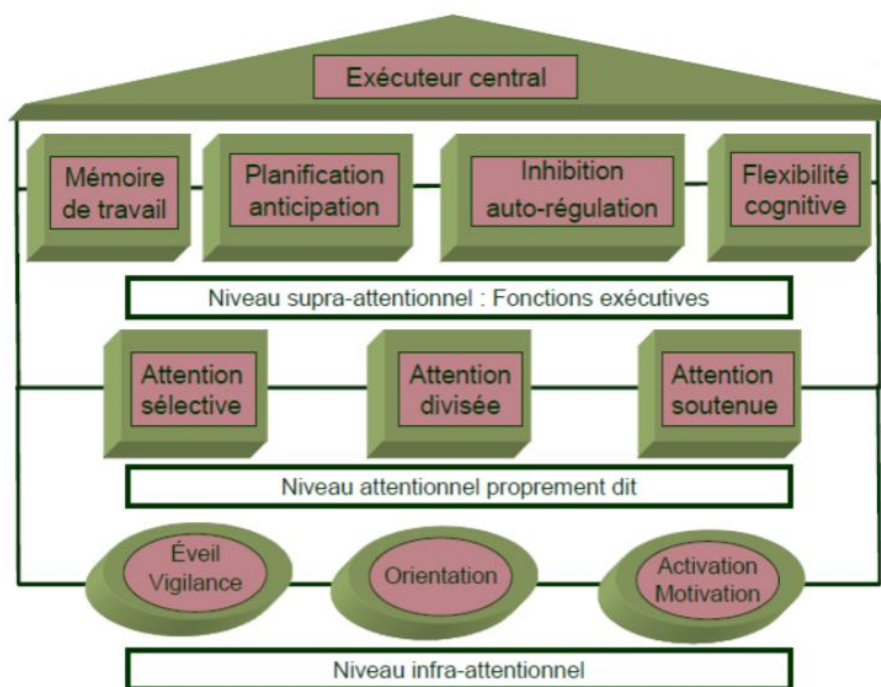 Exécuteur central
Mémoire
de travail
Planification
anticipation
Inhibition
auto-régulation
Flexibilité
cognitive
Niveau supra-attentionnel : Fonctions exécutives
Attention
sélective
Attention
divisée
Attention
soutenue
Niveau attentionnel proprement dit
Éveil
Vigilance
Orientation
Activation
Motivation
Niveau infra-attentionnel